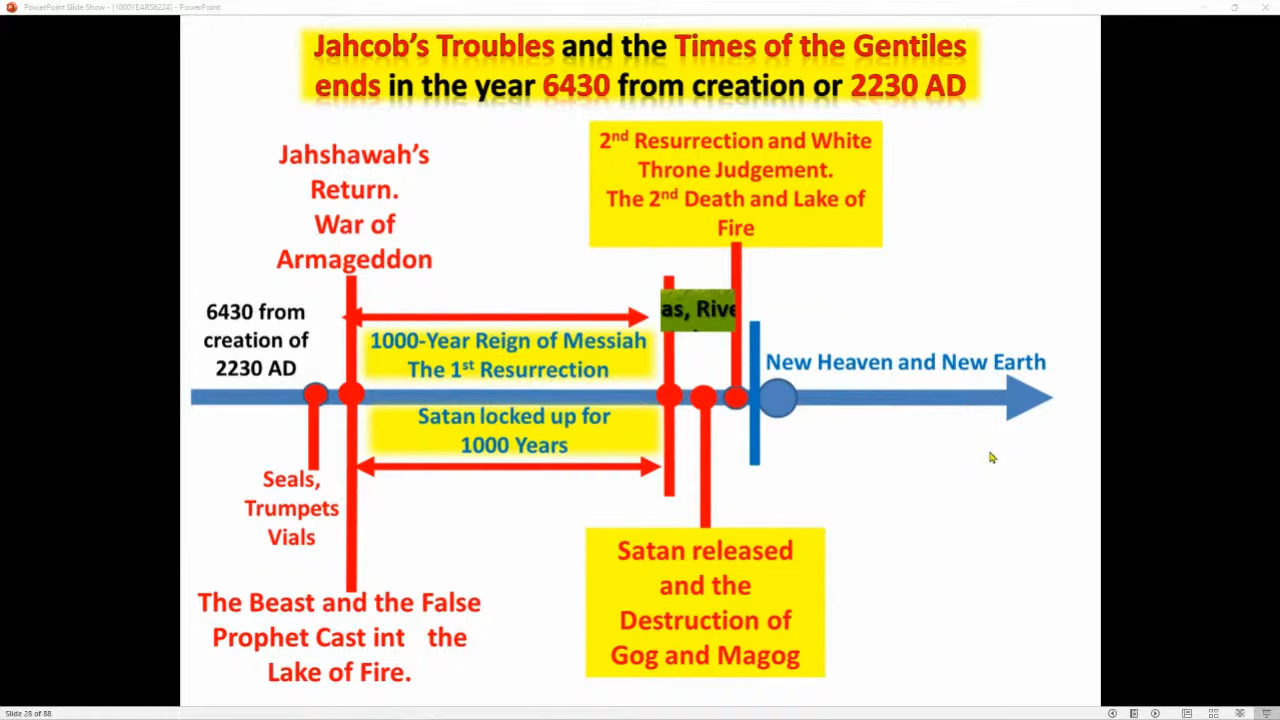 PowerPoint Slide Show - [1000YEARS6224] - PowerPoint
Jahcob's Troubles and the Times of the Gentiles
ends in the year 6430 from creation or 2230 AD
Jahshawah's
Return.
War of
Armageddon
2nd Resurrection and White
Throne Judgement.
The 2nd Death and Lake of
Fire
6430 from
creation of
2230 AD
as, Rive
1000-Year Reign of Messiah
The 1st Resurrection
New Heaven and New Earth
Satan locked up for
1000 Years
Seals,
Trumpets
Vials
The Beast and the False
Prophet Cast int the
Lake of Fire.
Satan released
and the
Destruction of
Gog and Magog
Slide 28 of 88